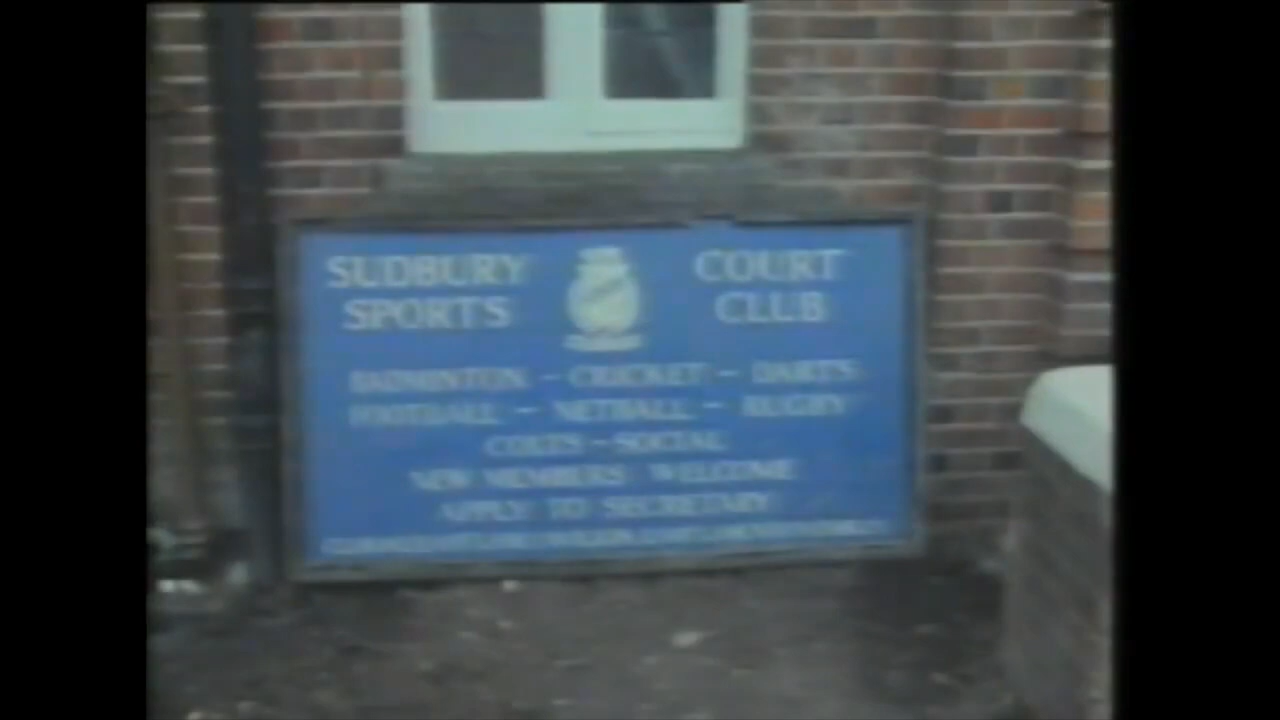 SUDBURY COURT
SPORTS CLUB
BADMINTON - CRICKET - DARTS
FOOTBALL - NETBALL - RUGBY
COLTS - SOCIAL
NEW MEMBERS WELCOME
APPLY TO SECRETARY